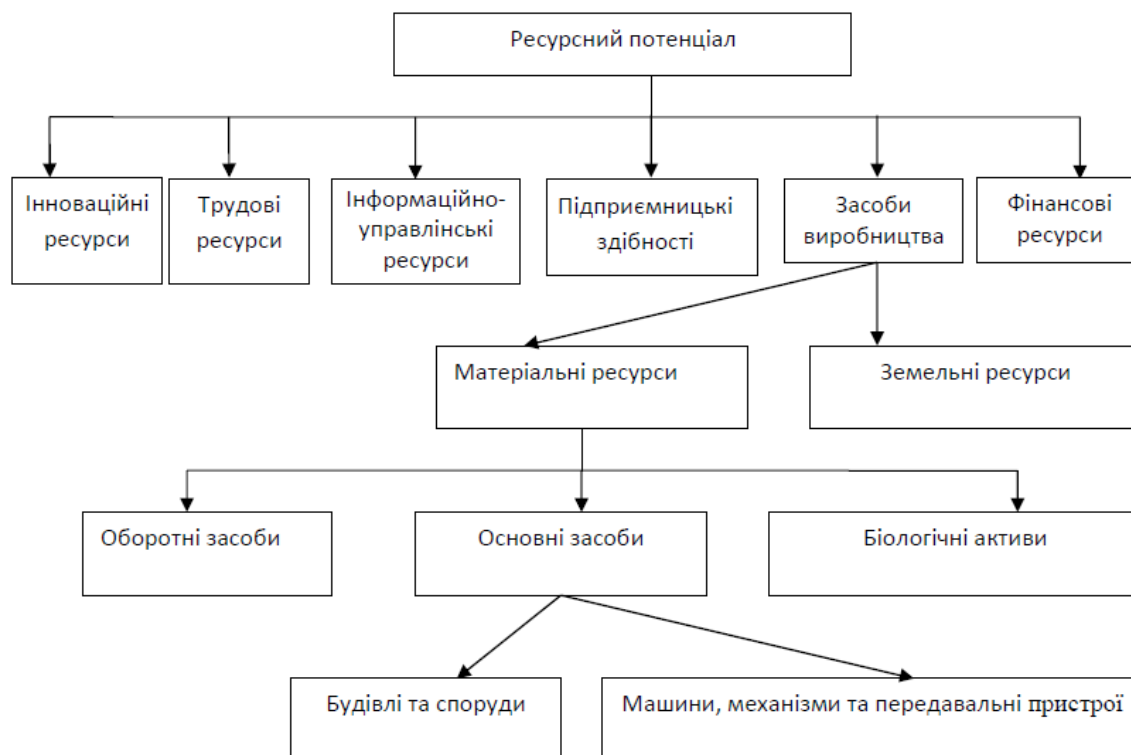 Ресурсний потенціал
Інноваційні
ресурси
Трудові
ресурси
Інформаційно-
управлінські
ресурси
Підприємницькі
здібності
Засоби
виробництва
Фінансові
ресурси
Матеріальні ресурси
Земельні ресурси
Оборотні засоби
Основні засоби
Біологічні активи
Будівлі та споруди
Машини, механізми та передавальні пристрої